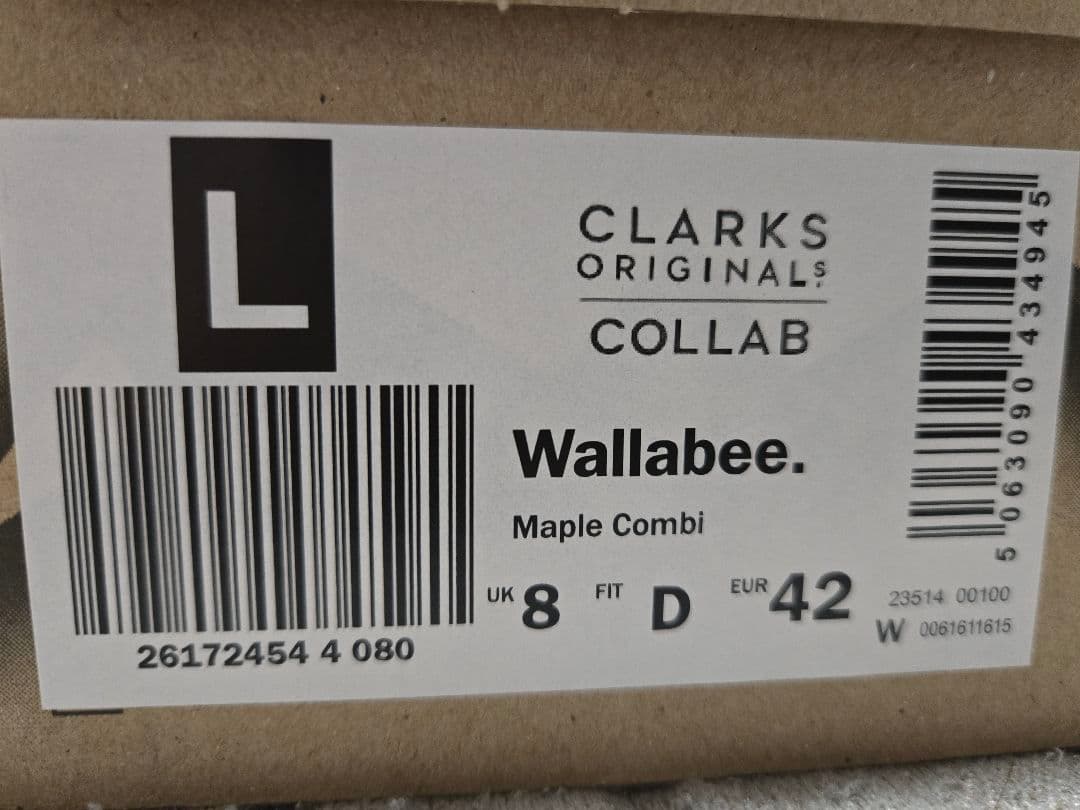 L
CLARKS
ORIGINALS
COLLAB
Wallabee.
Maple Combi
UK 8 FIT D EUR 42
26172454 4 080
5 063090 434945
23514 00100
W 0061611615